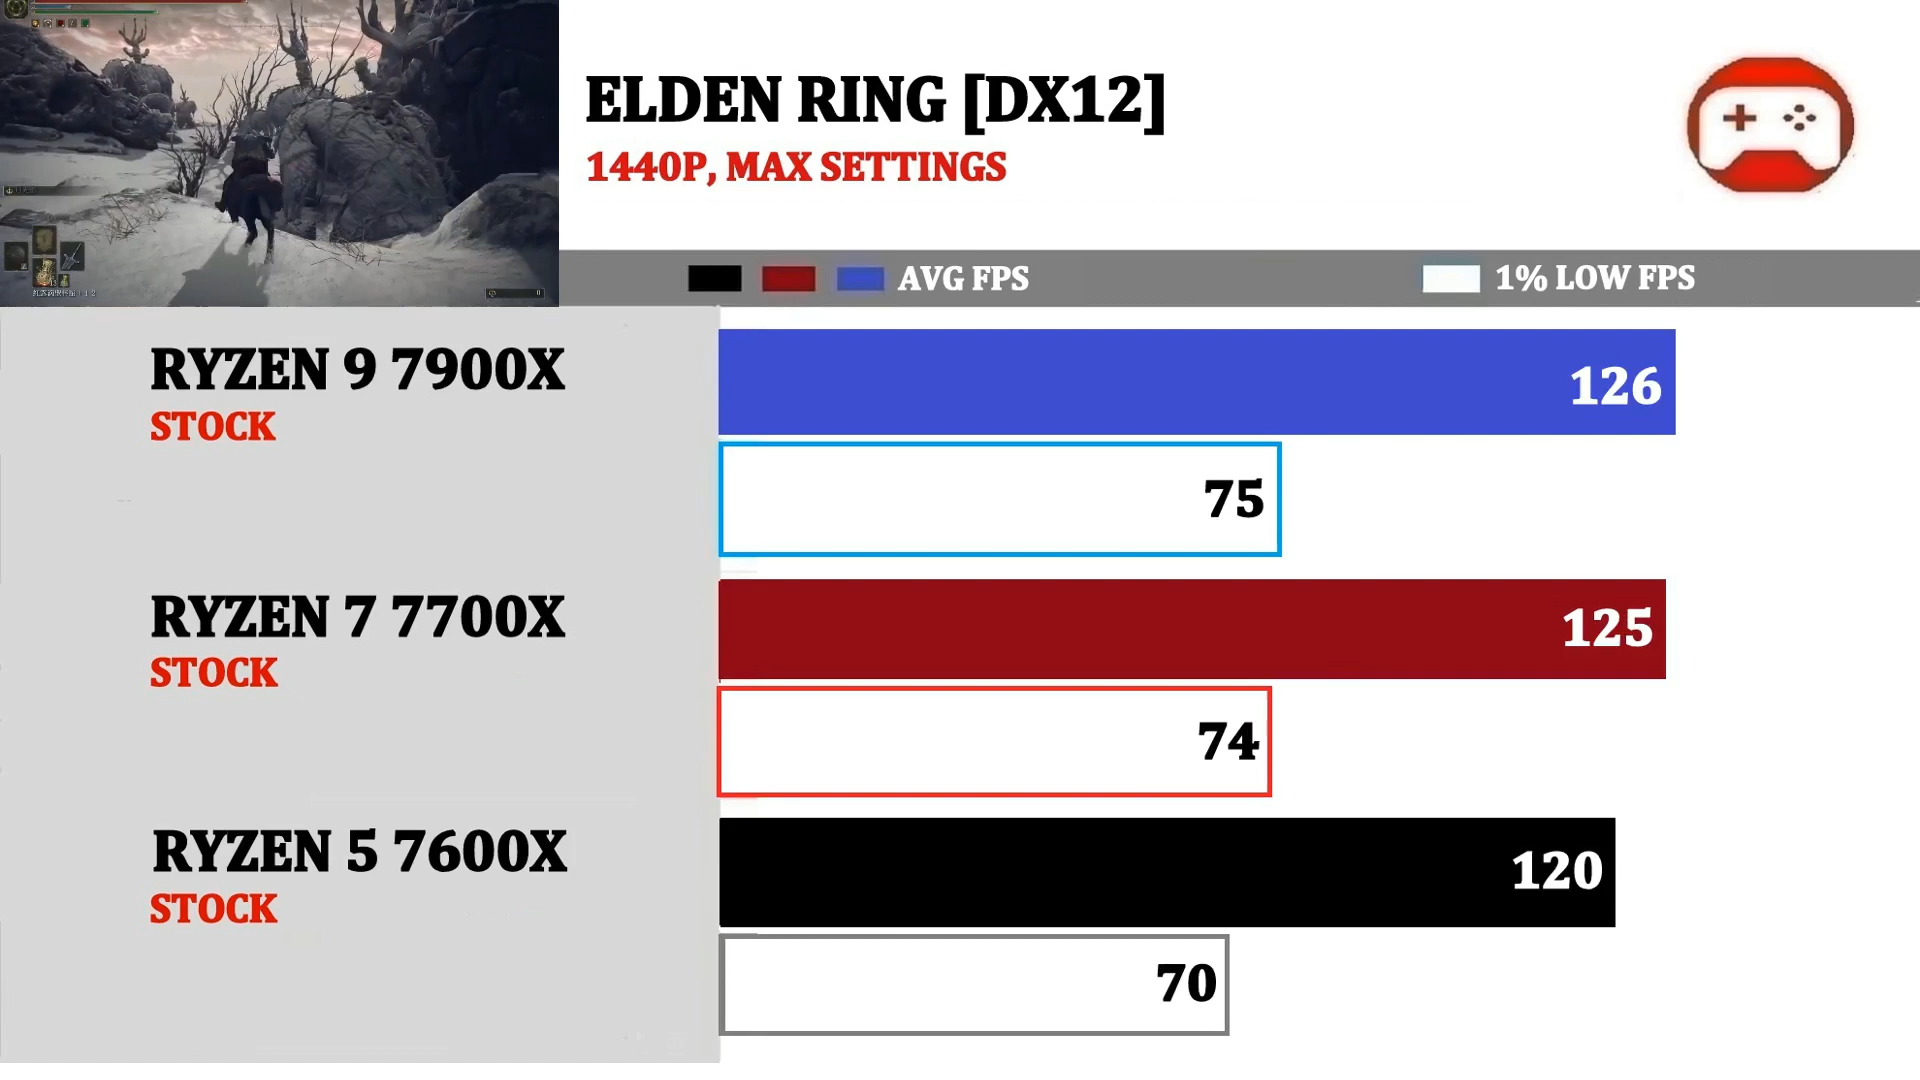 ELDEN RING [DX12]
1440P, MAX SETTINGS
AVG FPS
1% LOW FPS
RYZEN 9 7900X
STOCK
126
75
RYZEN 7 7700X
STOCK
125
74
RYZEN 5 7600X
STOCK
120
70